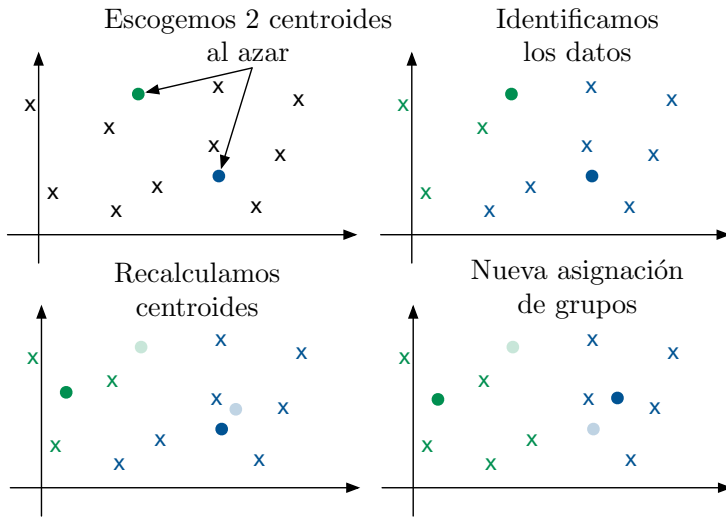 Escogemos 2 centroides
al azar
Identificamos
los datos
Recalculamos
centroides
Nueva asignación
de grupos